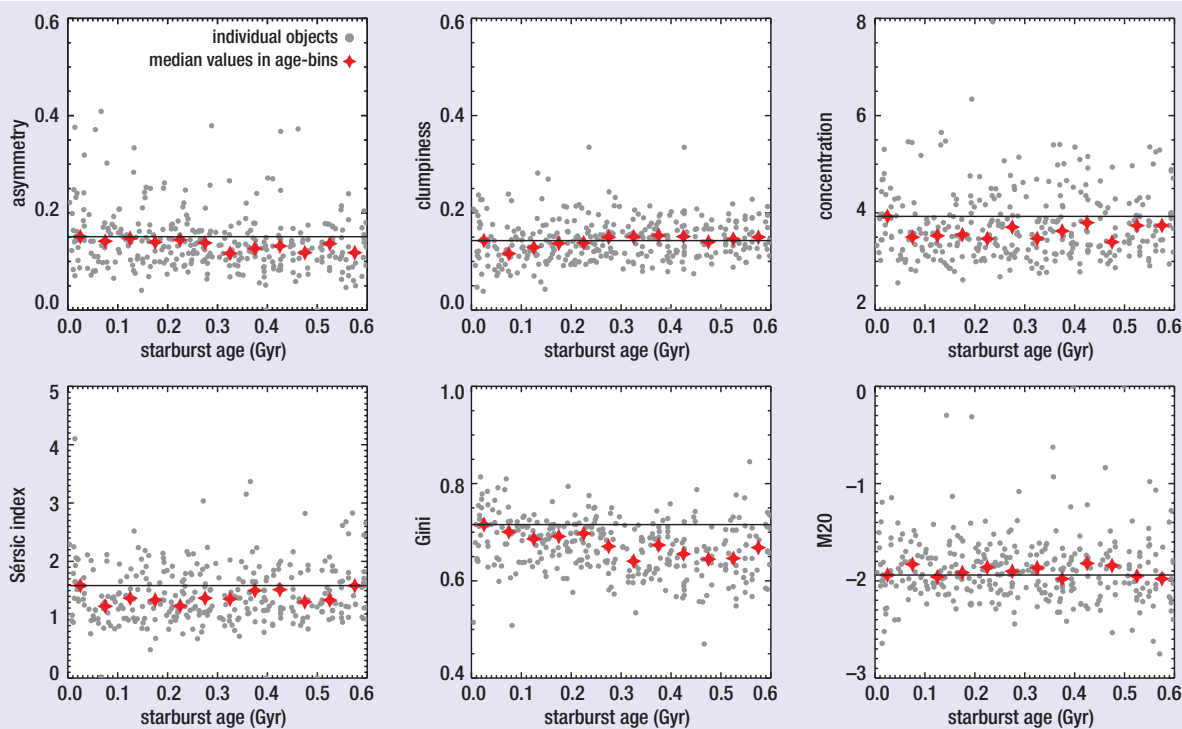 individual objects
median values in age-bins
asymmetry
0.6
0.4
0.2
0.0
0.0 0.1 0.2 0.3 0.4 0.5 0.6
starburst age (Gyr)
clumpiness
0.6
0.4
0.2
0.0
0.0 0.1 0.2 0.3 0.4 0.5 0.6
starburst age (Gyr)
concentration
8
6
4
2
0.0 0.1 0.2 0.3 0.4 0.5 0.6
starburst age (Gyr)
Sérsic index
5
4
3
2
1
0
0.0 0.1 0.2 0.3 0.4 0.5 0.6
starburst age (Gyr)
Gini
1.0
0.8
0.6
0.4
0.0 0.1 0.2 0.3 0.4 0.5 0.6
starburst age (Gyr)
M20
0
–1
–2
–3
0.0 0.1 0.2 0.3 0.4 0.5 0.6
starburst age (Gyr)